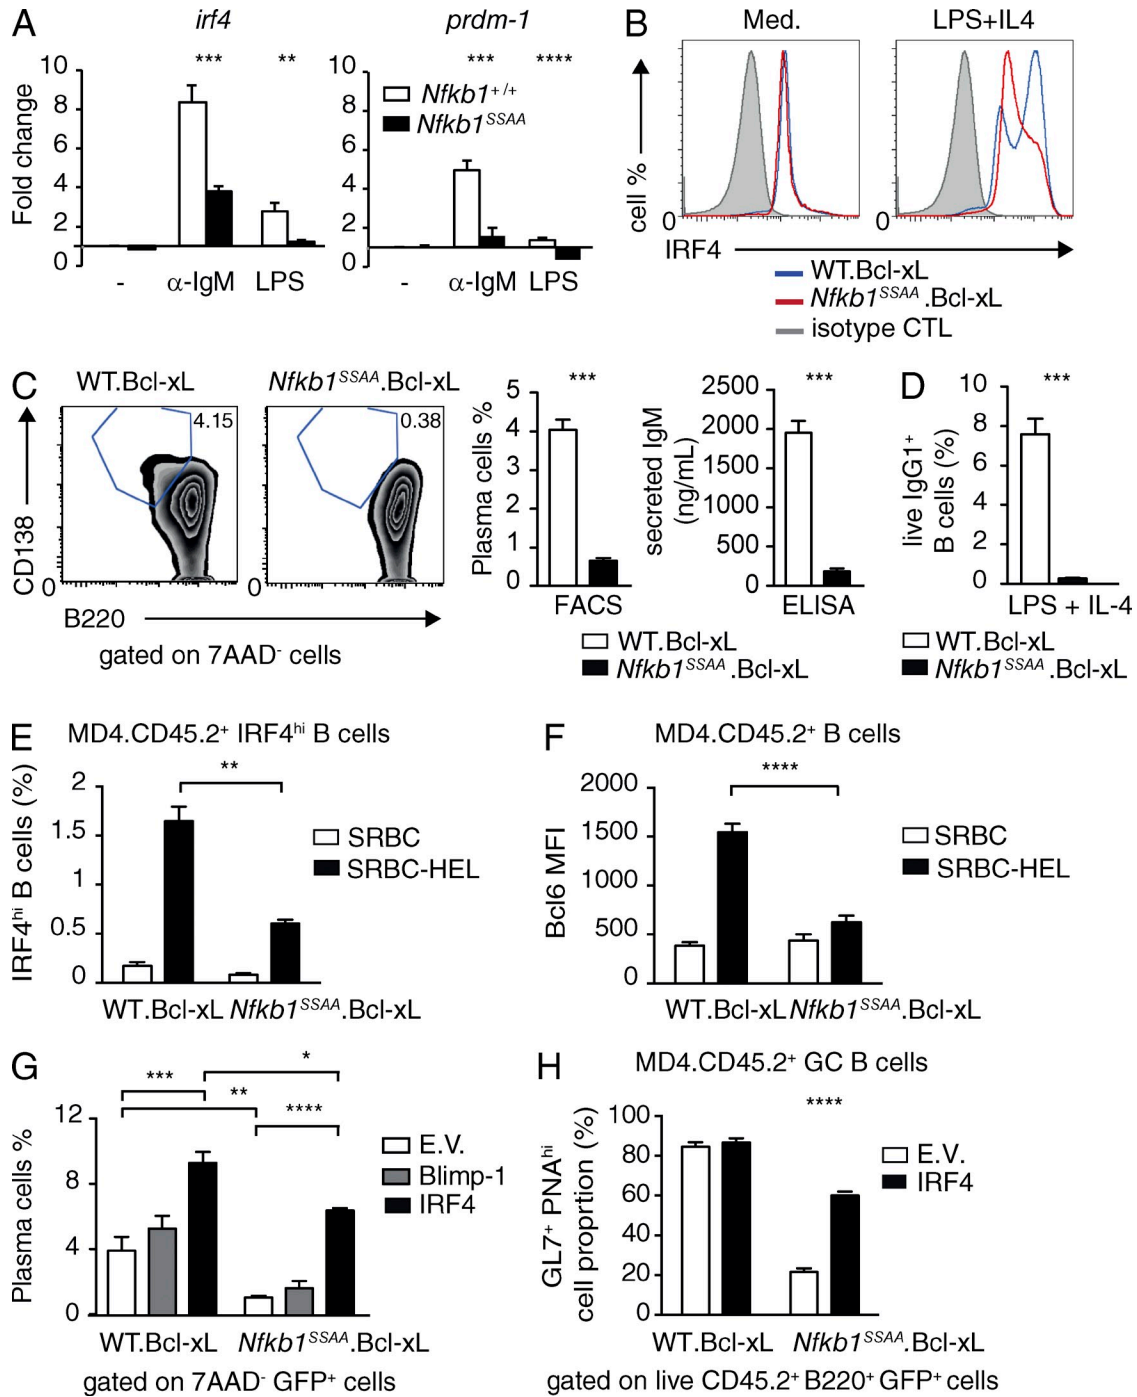 A
irf4
prdm-1
*** **
*** ****
Fold change
10
8
6
4
2
0
10
8
6
4
2
0
Nfkb1+/+
Nfkb1SSAA
- α-IgM LPS
- α-IgM LPS
B
Med.
LPS+IL4
cell %
0
0
IRF4
WT.Bcl-xL
Nfkb1SSAA.Bcl-xL
isotype CTL
C
WT.Bcl-xL
Nfkb1SSAA.Bcl-xL
4.15
0.38
CD138
0
0
B220
gated on 7AAD- cells
***
Plasma cells %
5
4
3
2
1
0
FACS
***
secreted IgM
(ng/mL)
2500
2000
1500
1000
500
0
ELISA
WT.Bcl-xL
Nfkb1SSAA.Bcl-xL
D
***
live IgG1+
B cells (%)
10
8
6
4
2
0
LPS + IL-4
WT.Bcl-xL
Nfkb1SSAA.Bcl-xL
E
MD4.CD45.2+ IRF4hi B cells
**
IRF4hi B cells (%)
2
1.5
1
0.5
0
SRBC
SRBC-HEL
WT.Bcl-xL Nfkb1SSAA.Bcl-xL
F
MD4.CD45.2+ B cells
****
Bcl6 MFI
2000
1500
1000
500
0
SRBC
SRBC-HEL
WT.Bcl-xL Nfkb1SSAA.Bcl-xL
G
*
***
**
****
Plasma cells %
12
8
4
0
E.V.
Blimp-1
IRF4
WT.Bcl-xL Nfkb1SSAA.Bcl-xL
gated on 7AAD- GFP+ cells
H
MD4.CD45.2+ GC B cells
****
GL7+ PNAhi
cell proprtion (%)
100
80
60
40
20
0
E.V.
IRF4
WT.Bcl-xL Nfkb1SSAA.Bcl-xL
gated on live CD45.2+ B220+ GFP+ cells